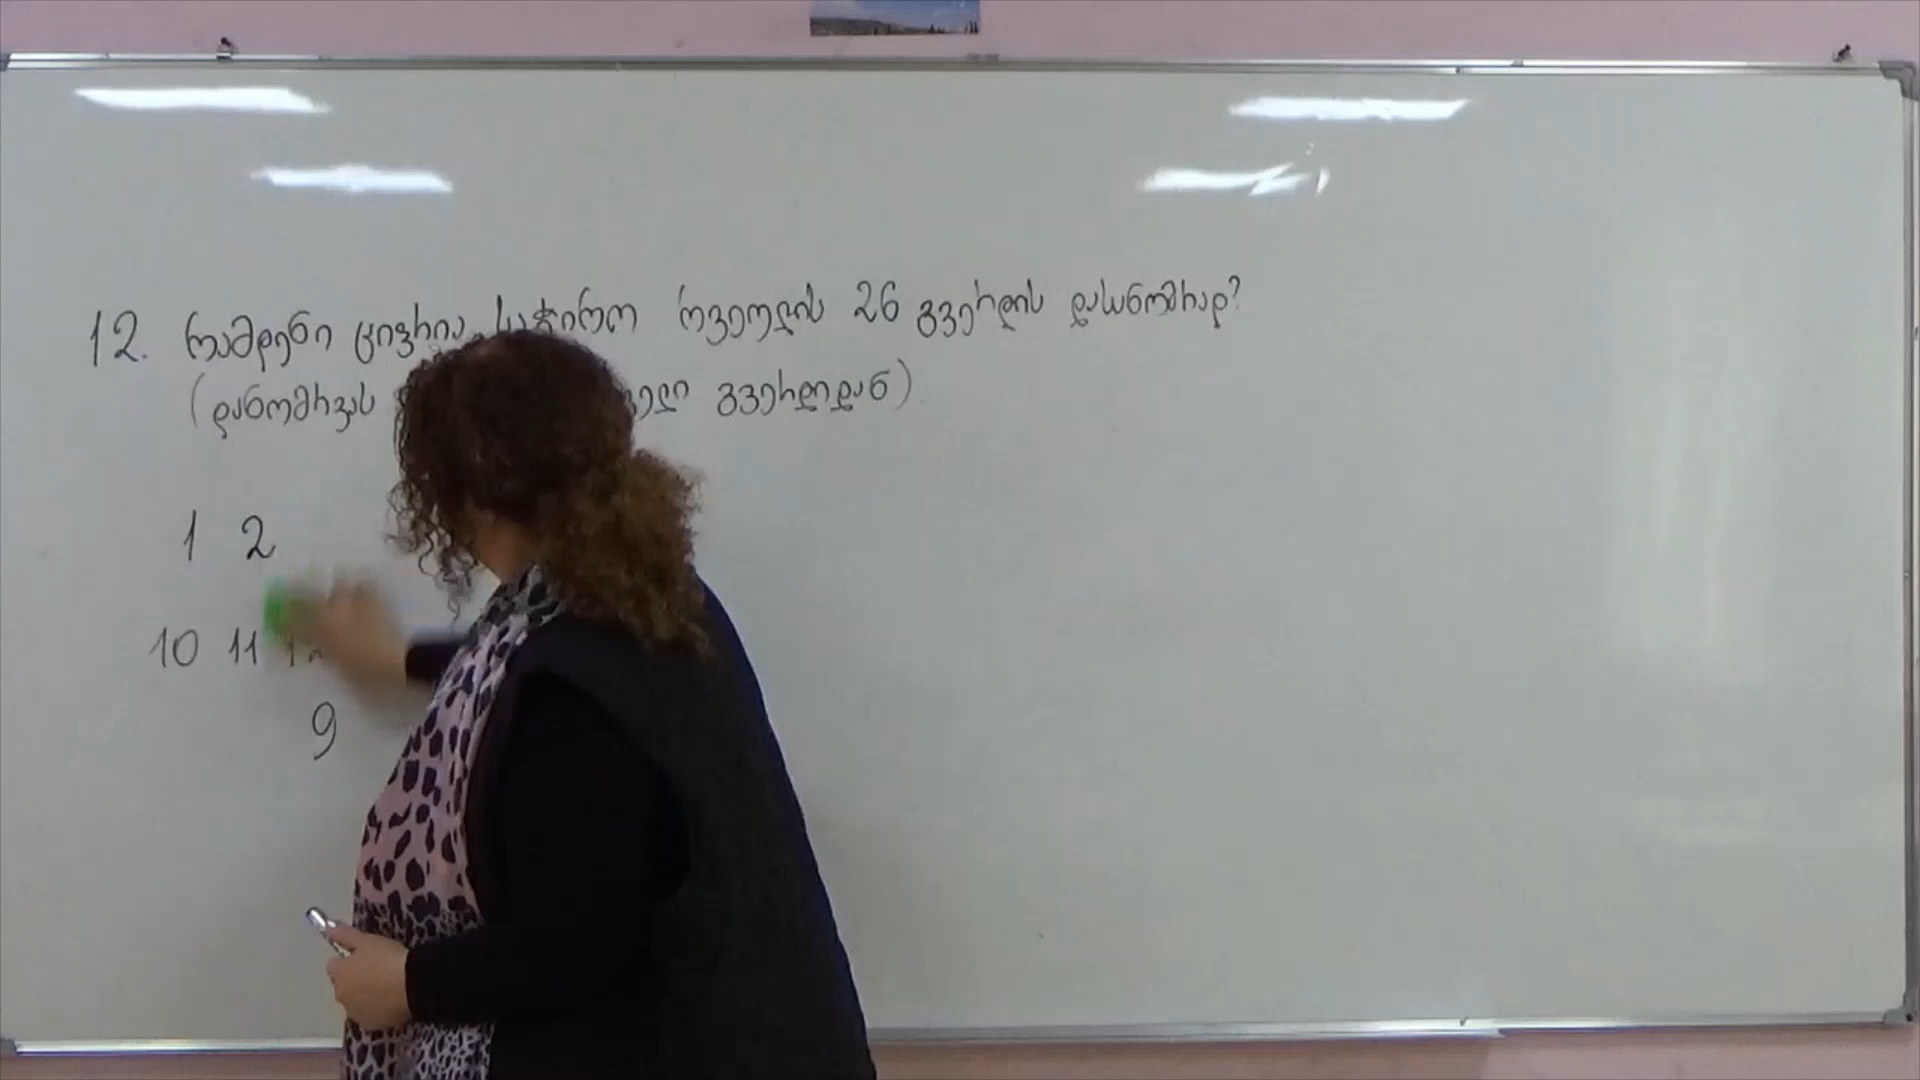 12. რამდენი ციფრია საჭირო რვეულის 26 გვერდის დასანომრად?
(დანომრვას გვერდიდან)
1 2
10 11
9